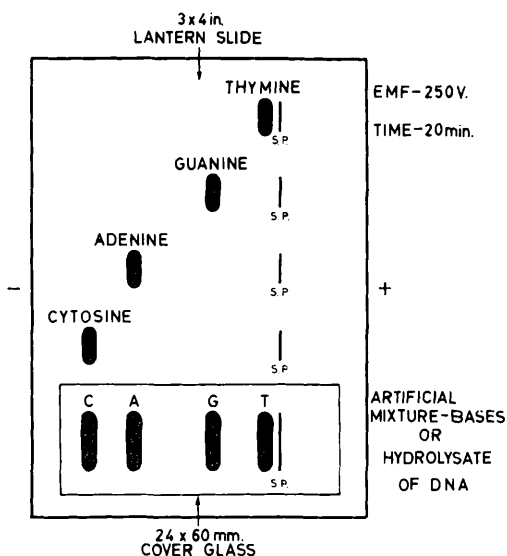 3 x 4 in.
LANTERN SLIDE
THYMINE
EMF-250V.
S.P.
TIME-20min.
GUANINE
S.P.
ADENINE
S.P.
-
+
CYTOSINE
S.P.
C A G T
ARTIFICIAL
MIXTURE-BASES
OR
HYDROLYSATE
OF DNA
S.P.
24 x 60 mm.
COVER GLASS